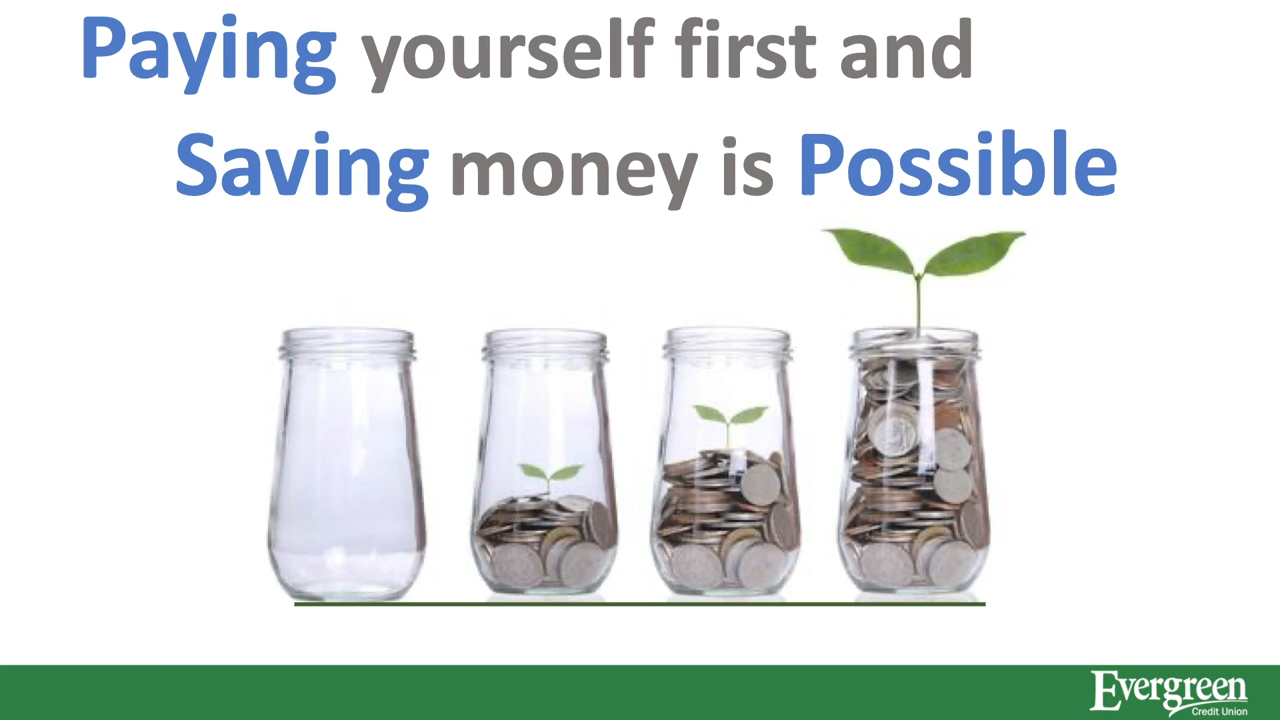 Paying yourself first and
Saving money is Possible
Evergreen
Credit Union